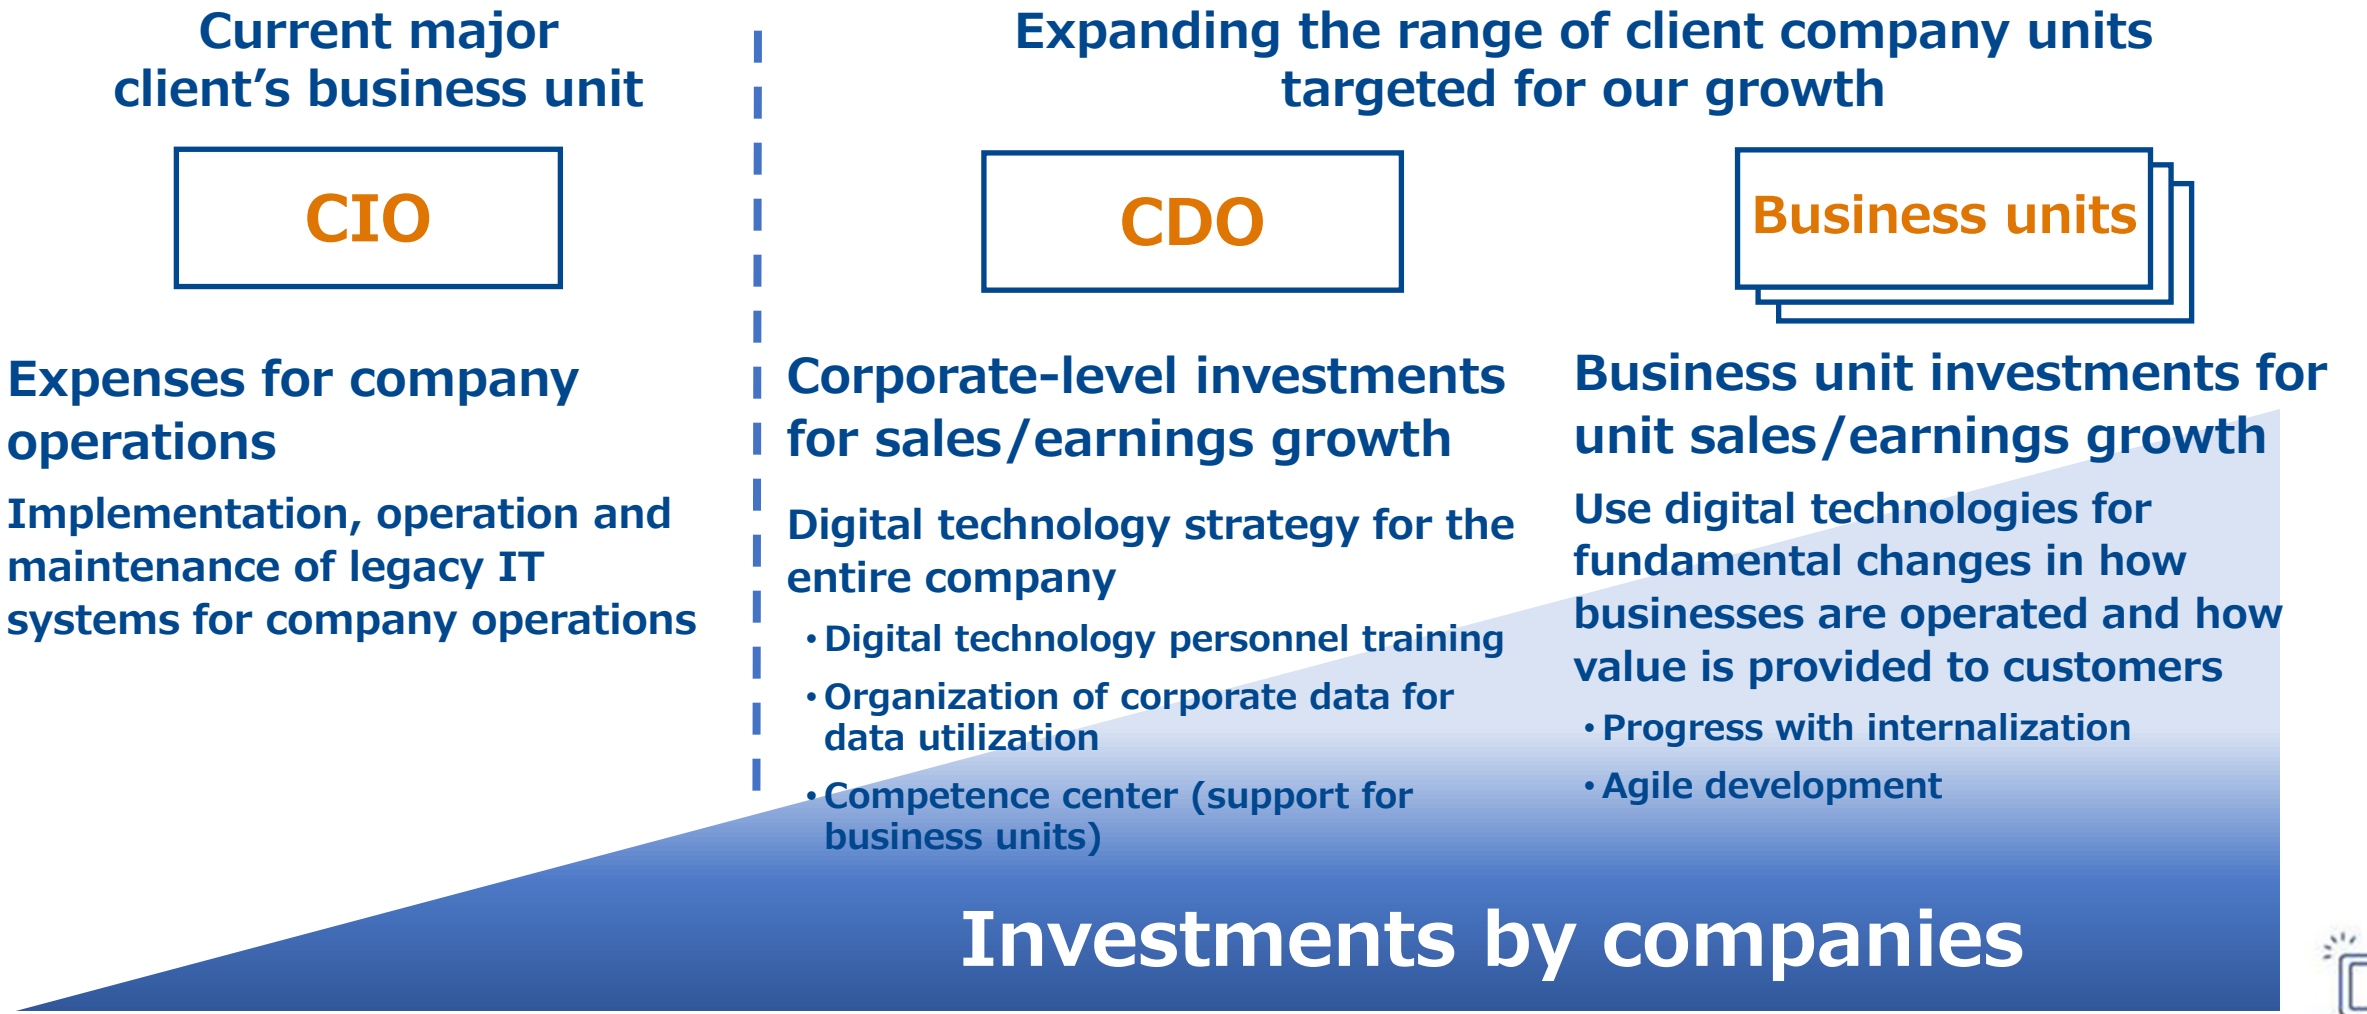 Current major
client’s business unit
CIO
Expenses for company
operations
Implementation, operation and
maintenance of legacy IT
systems for company operations
Expanding the range of client company units
targeted for our growth
CDO
Corporate-level investments
for sales/earnings growth
Digital technology strategy for the
entire company
・Digital technology personnel training
・Organization of corporate data for
data utilization
・Competence center (support for
business units)
Business units
Business unit investments for
unit sales/earnings growth
Use digital technologies for
fundamental changes in how
businesses are operated and how
value is provided to customers
・Progress with internalization
・Agile development
Investments by companies